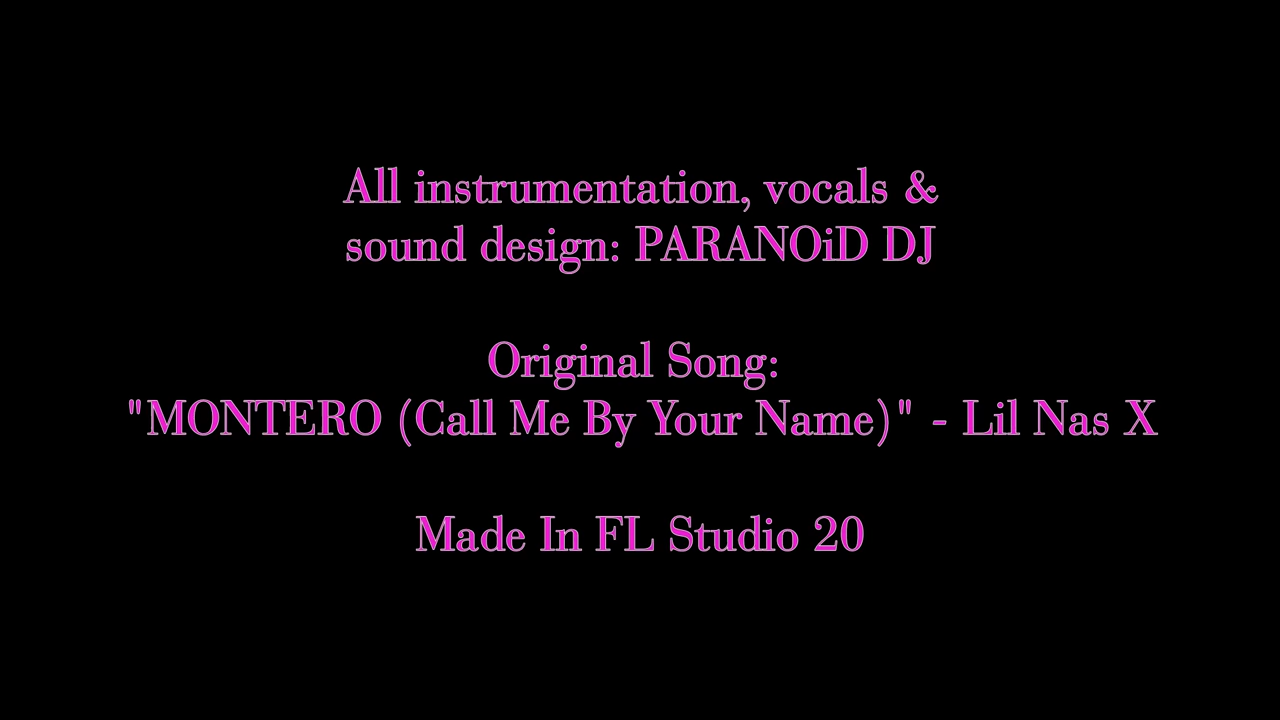 All instrumentation, vocals &
sound design: PARANOiD DJ
Original Song:
"MONTERO (Call Me By Your Name)" - Lil Nas X
Made In FL Studio 20